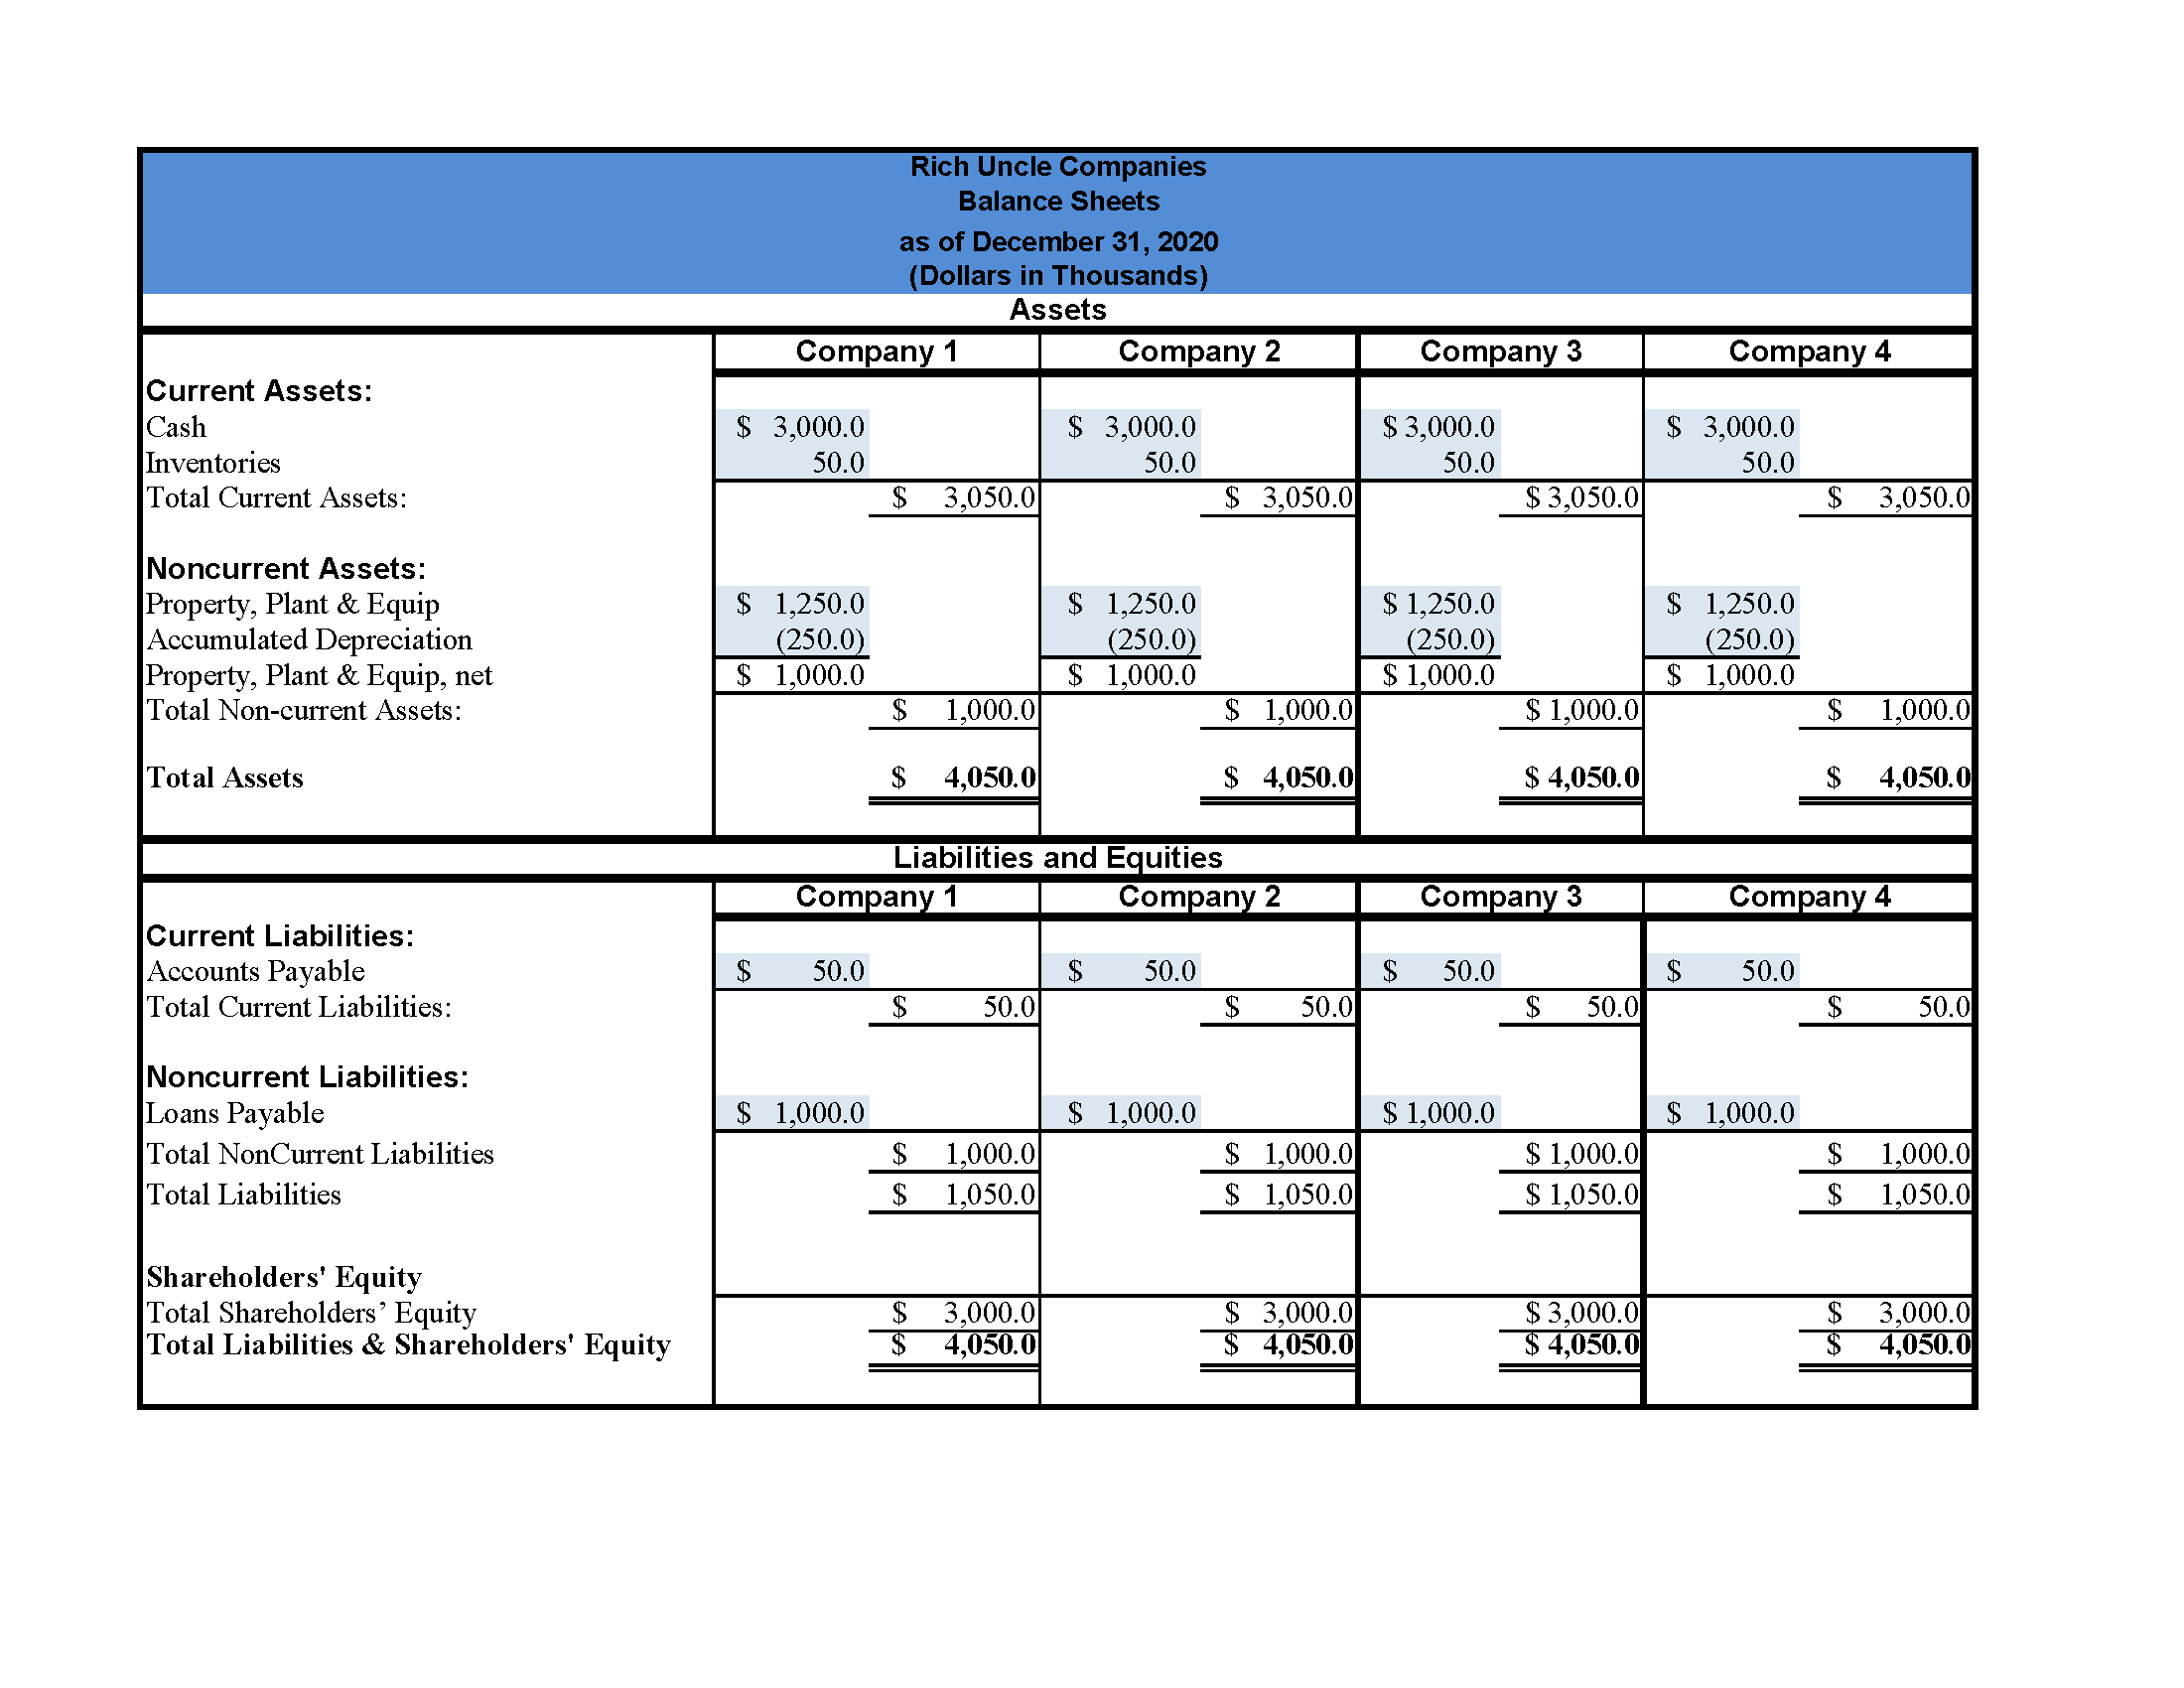 Rich Uncle Companies
Balance Sheets
as of December 31, 2020
(Dollars in Thousands)
Assets
Company 1 Company 2 Company 3 Company 4
Current Assets:
Cash $ 3,000.0 $ 3,000.0 $ 3,000.0 $ 3,000.0
Inventories 50.0 50.0 50.0 50.0
Total Current Assets: $ 3,050.0 $ 3,050.0 $ 3,050.0 $ 3,050.0
Noncurrent Assets:
Property, Plant & Equip $ 1,250.0 $ 1,250.0 $ 1,250.0 $ 1,250.0
Accumulated Depreciation (250.0) (250.0) (250.0) (250.0)
Property, Plant & Equip, net $ 1,000.0 $ 1,000.0 $ 1,000.0 $ 1,000.0
Total Non-current Assets: $ 1,000.0 $ 1,000.0 $ 1,000.0 $ 1,000.0
Total Assets $ 4,050.0 $ 4,050.0 $ 4,050.0 $ 4,050.0
Liabilities and Equities
Company 1 Company 2 Company 3 Company 4
Current Liabilities:
Accounts Payable $ 50.0 $ 50.0 $ 50.0 $ 50.0
Total Current Liabilities: $ 50.0 $ 50.0 $ 50.0 $ 50.0
Noncurrent Liabilities:
Loans Payable $ 1,000.0 $ 1,000.0 $ 1,000.0 $ 1,000.0
Total NonCurrent Liabilities $ 1,000.0 $ 1,000.0 $ 1,000.0 $ 1,000.0
Total Liabilities $ 1,050.0 $ 1,050.0 $ 1,050.0 $ 1,050.0
Shareholders' Equity
Total Shareholders’ Equity $ 3,000.0 $ 3,000.0 $ 3,000.0 $ 3,000.0
Total Liabilities & Shareholders' Equity $ 4,050.0 $ 4,050.0 $ 4,050.0 $ 4,050.0